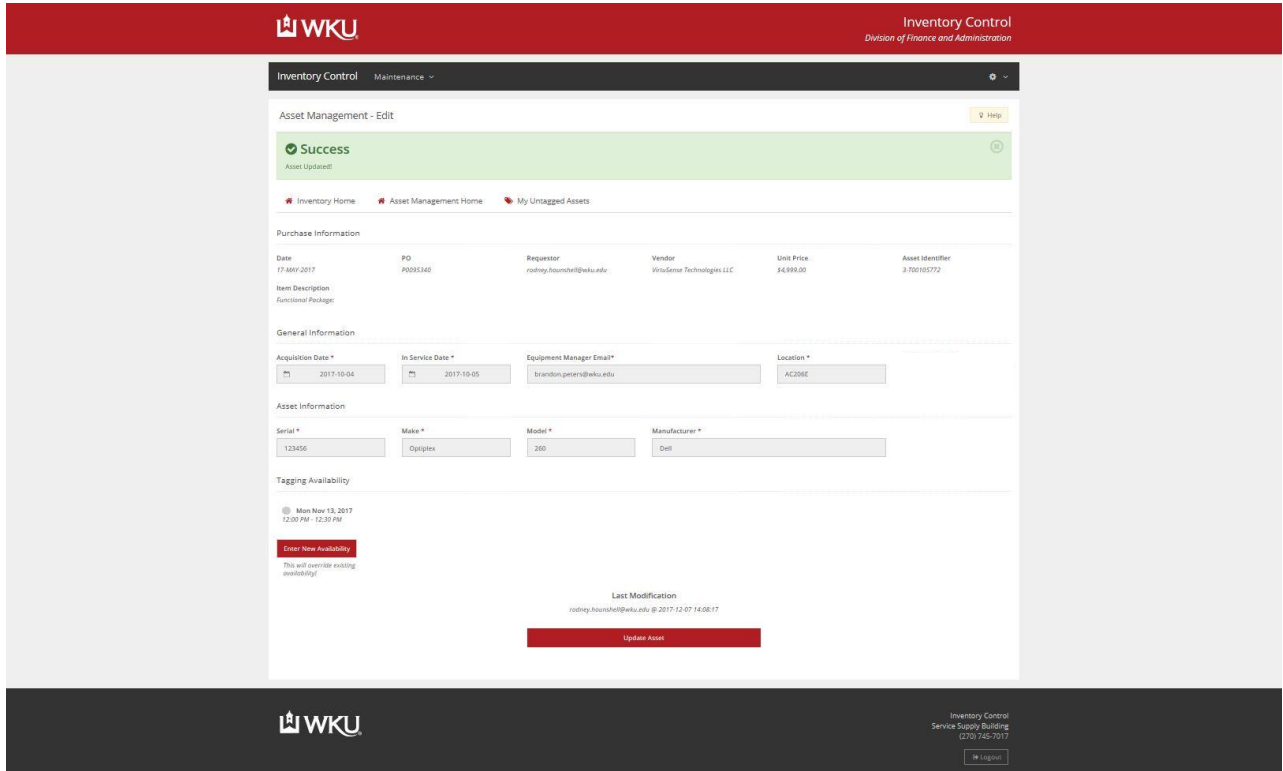 WKU
Inventory Control
Division of Finance and Administration
Inventory Control Maintenance
Asset Management - Edit
Help
Success
Asset Updated!
Inventory Home Asset Management Home My Untagged Assets
Purchase Information
Date PO Requestor Vendor Unit Price Asset Identifier
17-MAY-2017 P0095340 rodney.hounshell@wku.edu VirtuSense Technologies LLC $4,999.00 3-T00105772
Item Description
Functional Package:
General Information
Acquisition Date * In Service Date * Equipment Manager Email* Location *
2017-10-04 2017-10-05 brandon.peters@wku.edu AC206E
Asset Information
Serial * Make * Model * Manufacturer *
123456 Optiplex 260 Dell
Tagging Availability
Mon Nov 13, 2017
12:00 PM - 12:30 PM
Enter New Availability
This will override existing
availability!
Last Modification
rodney.hounshell@wku.edu @ 2017-12-07 14:08:17
Update Asset
WKU
Inventory Control
Service Supply Building
(270) 745-7017
Logout